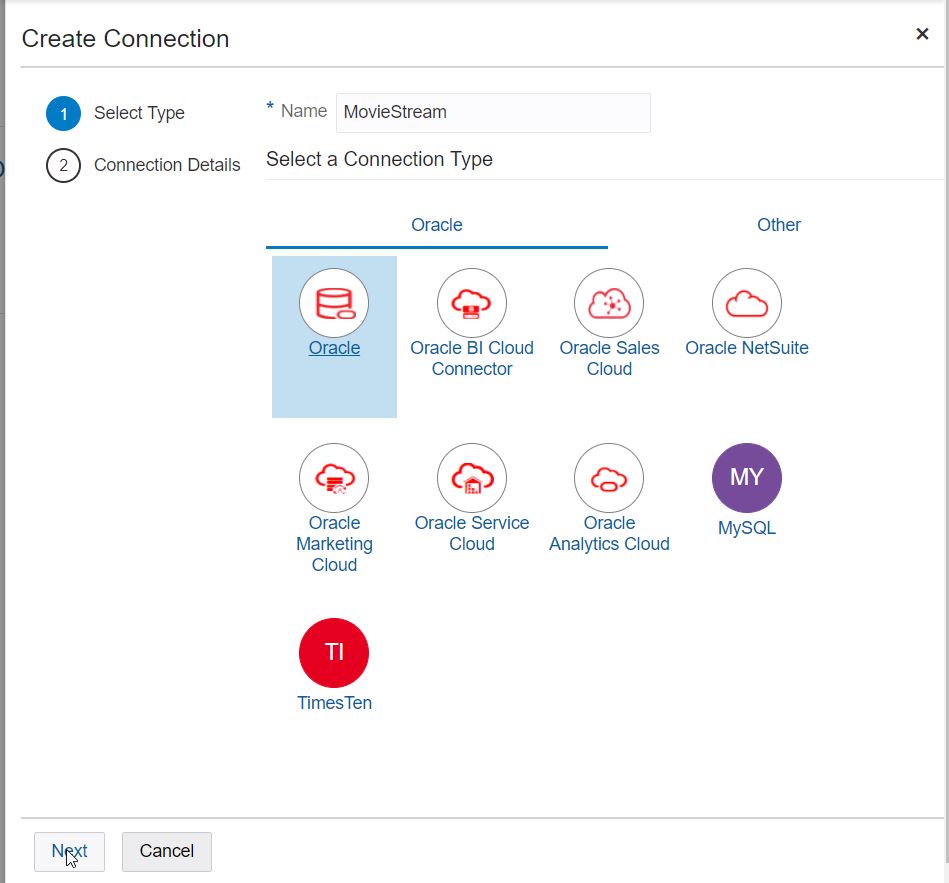 Create Connection
×
1 Select Type
* Name MovieStream
2 Connection Details
Select a Connection Type
Oracle Other
Oracle
Oracle BI Cloud
Connector
Oracle Sales
Cloud
Oracle NetSuite
Oracle
Marketing
Cloud
Oracle Service
Cloud
Oracle
Analytics Cloud
MY
MySQL
TI
TimesTen
Next Cancel